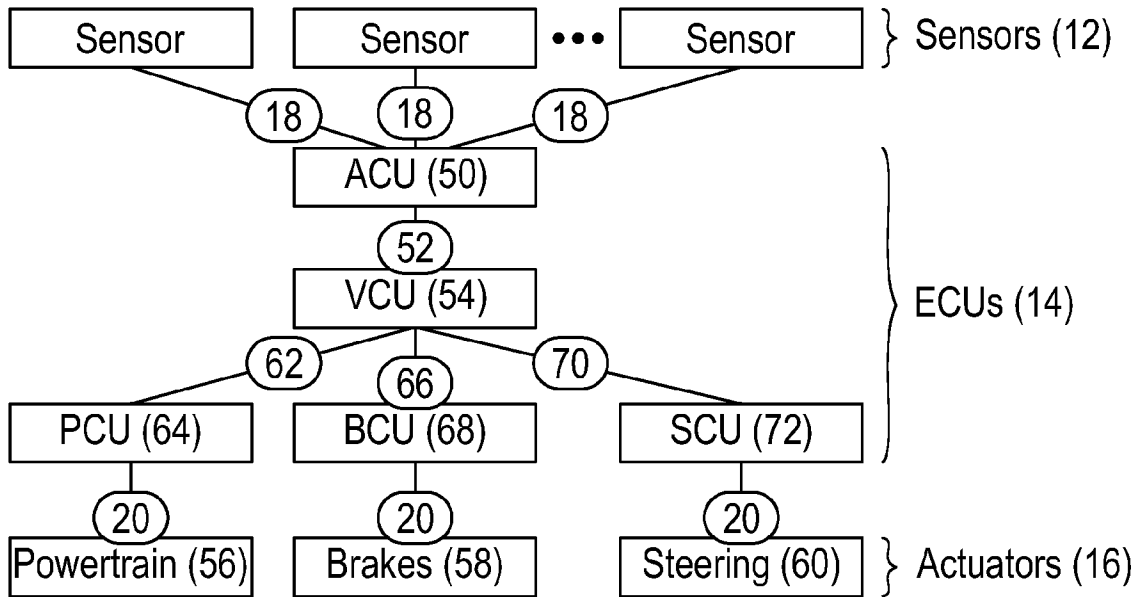 Sensor Sensor ••• Sensor Sensors (12)
18 18 18
ACU (50)
52
VCU (54) ECUs (14)
62 66 70
PCU (64) BCU (68) SCU (72)
20 20 20
Powertrain (56) Brakes (58) Steering (60) Actuators (16)